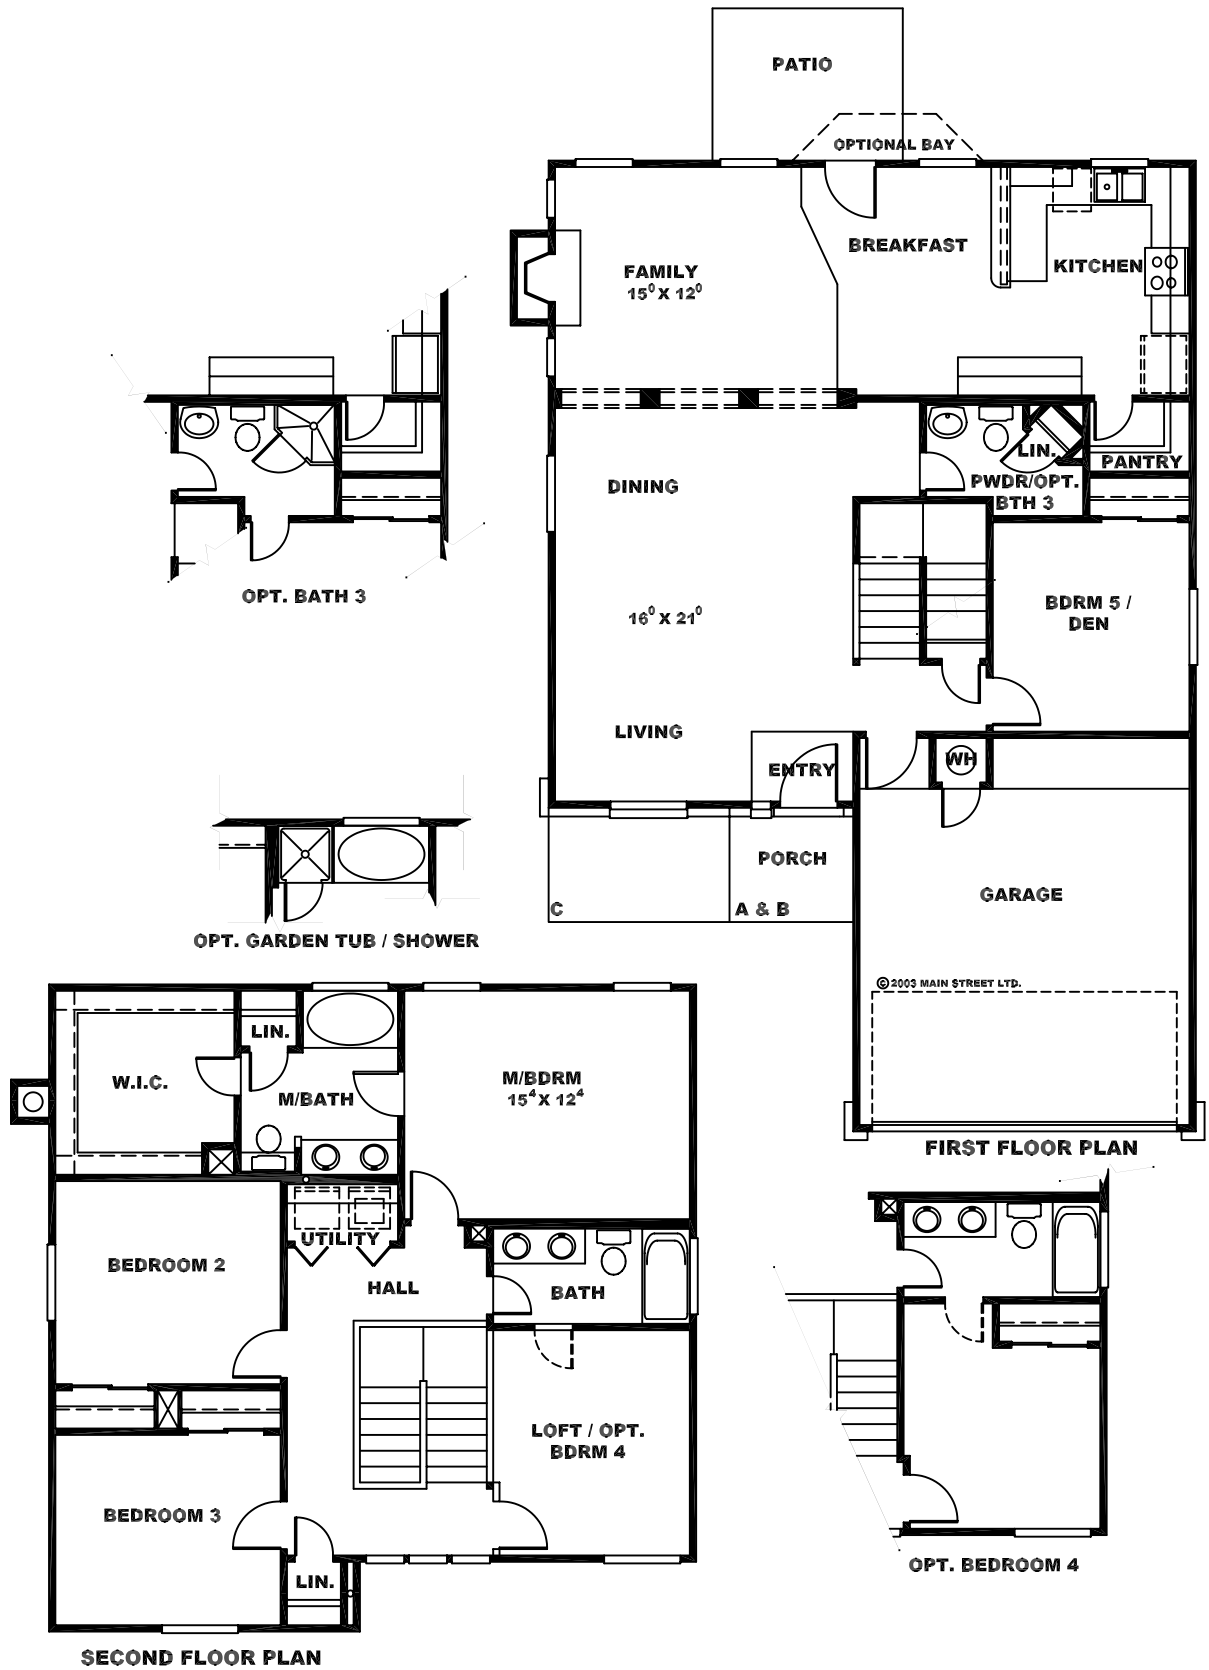 PATIO
OPTIONAL BAY
BREAKFAST
KITCHEN
FAMILY
15⁰ X 12⁰
LIN.
PANTRY
PWDR/OPT.
BTH 3
DINING
OPT. BATH 3
16⁰ X 21⁰
BDRM 5 /
DEN
LIVING
ENTRY
WH
PORCH
GARAGE
C
A & B
OPT. GARDEN TUB / SHOWER
©2003 MAIN STREET LTD.
FIRST FLOOR PLAN
LIN.
W.I.C.
M/BATH
M/BDRM
15⁴ X 12⁴
UTILITY
BEDROOM 2
HALL
BATH
LOFT / OPT.
BDRM 4
BEDROOM 3
LIN.
OPT. BEDROOM 4
SECOND FLOOR PLAN